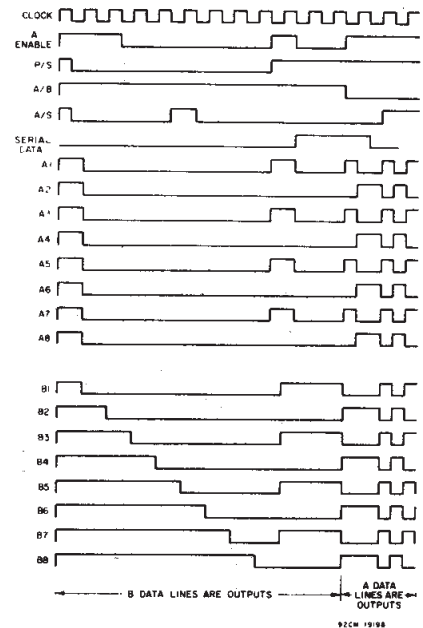 CLOCK
A
ENABLE
P/S
A/B
A/S
SERIAL
DATA
A1
A2
A3
A4
A5
A6
A7
A8
B1
B2
B3
B4
B5
B6
B7
B8
B DATA LINES ARE OUTPUTS
A DATA
LINES ARE
OUTPUTS
92CM 19198